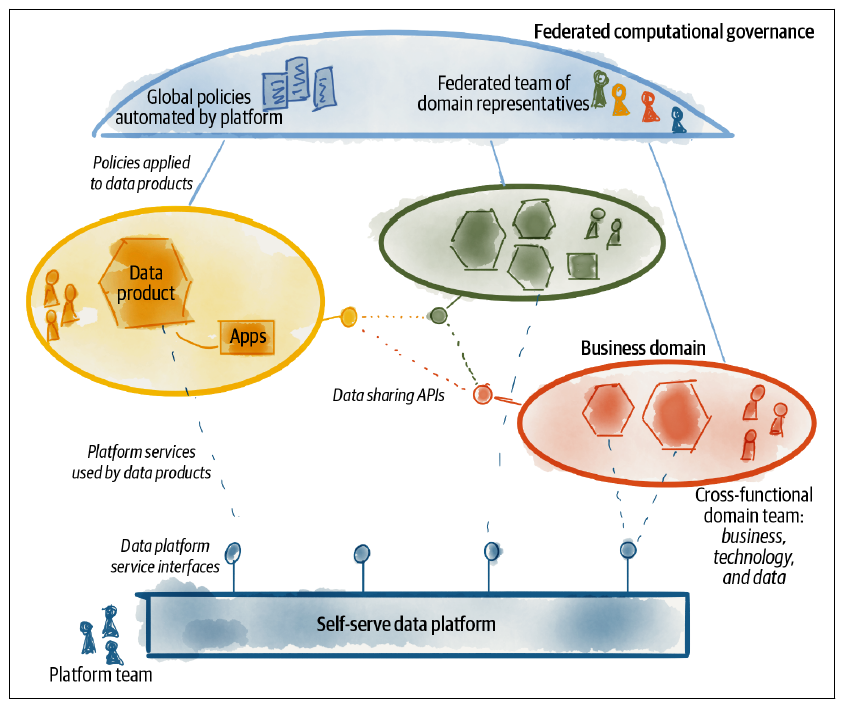 Federated computational governance
Global policies
automated by platform
Federated team of
domain representatives
Policies applied
to data products
Data
product
Apps
Business domain
Data sharing APIs
Platform services
used by data products
Cross-functional
domain team:
business,
technology,
and data
Data platform
service interfaces
Self-serve data platform
Platform team